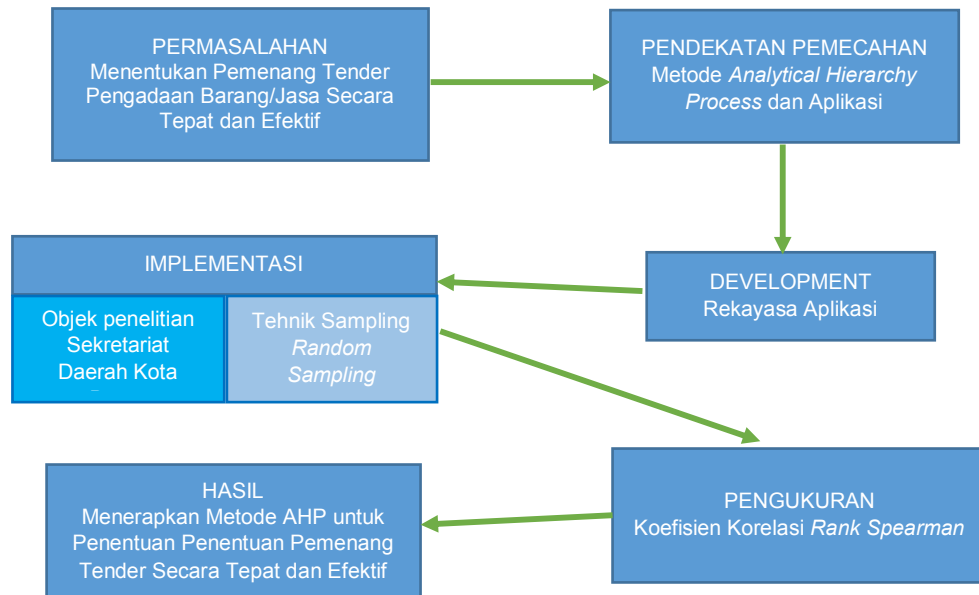 PERMASALAHAN
Menentukan Pemenang Tender
Pengadaan Barang/Jasa Secara
Tepat dan Efektif
PENDEKATAN PEMECAHAN
Metode Analytical Hierarchy
Process dan Aplikasi
DEVELOPMENT
Rekayasa Aplikasi
IMPLEMENTASI
Objek penelitian
Sekretariat
Daerah Kota
Tehnik Sampling
Random
Sampling
PENGUKURAN
Koefisien Korelasi Rank Spearman
HASIL
Menerapkan Metode AHP untuk
Penentuan Penentuan Pemenang
Tender Secara Tepat dan Efektif